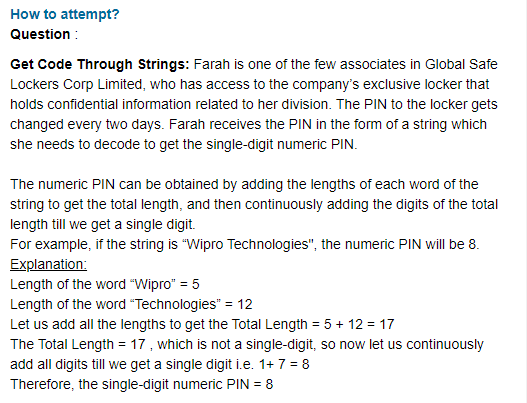 How to attempt?
Question :
Get Code Through Strings: Farah is one of the few associates in Global Safe
Lockers Corp Limited, who has access to the company's exclusive locker that
holds confidential information related to her division. The PIN to the locker gets
changed every two days. Farah receives the PIN in the form of a string which
she needs to decode to get the single-digit numeric PIN.
The numeric PIN can be obtained by adding the lengths of each word of the
string to get the total length, and then continuously adding the digits of the total
length till we get a single digit.
For example, if the string is “Wipro Technologies", the numeric PIN will be 8.
Explanation:
Length of the word “Wipro” = 5
Length of the word “Technologies” = 12
Let us add all the lengths to get the Total Length = 5 + 12 = 17
The Total Length = 17 , which is not a single-digit, so now let us continuously
add all digits till we get a single digit i.e. 1+ 7 = 8
Therefore, the single-digit numeric PIN = 8